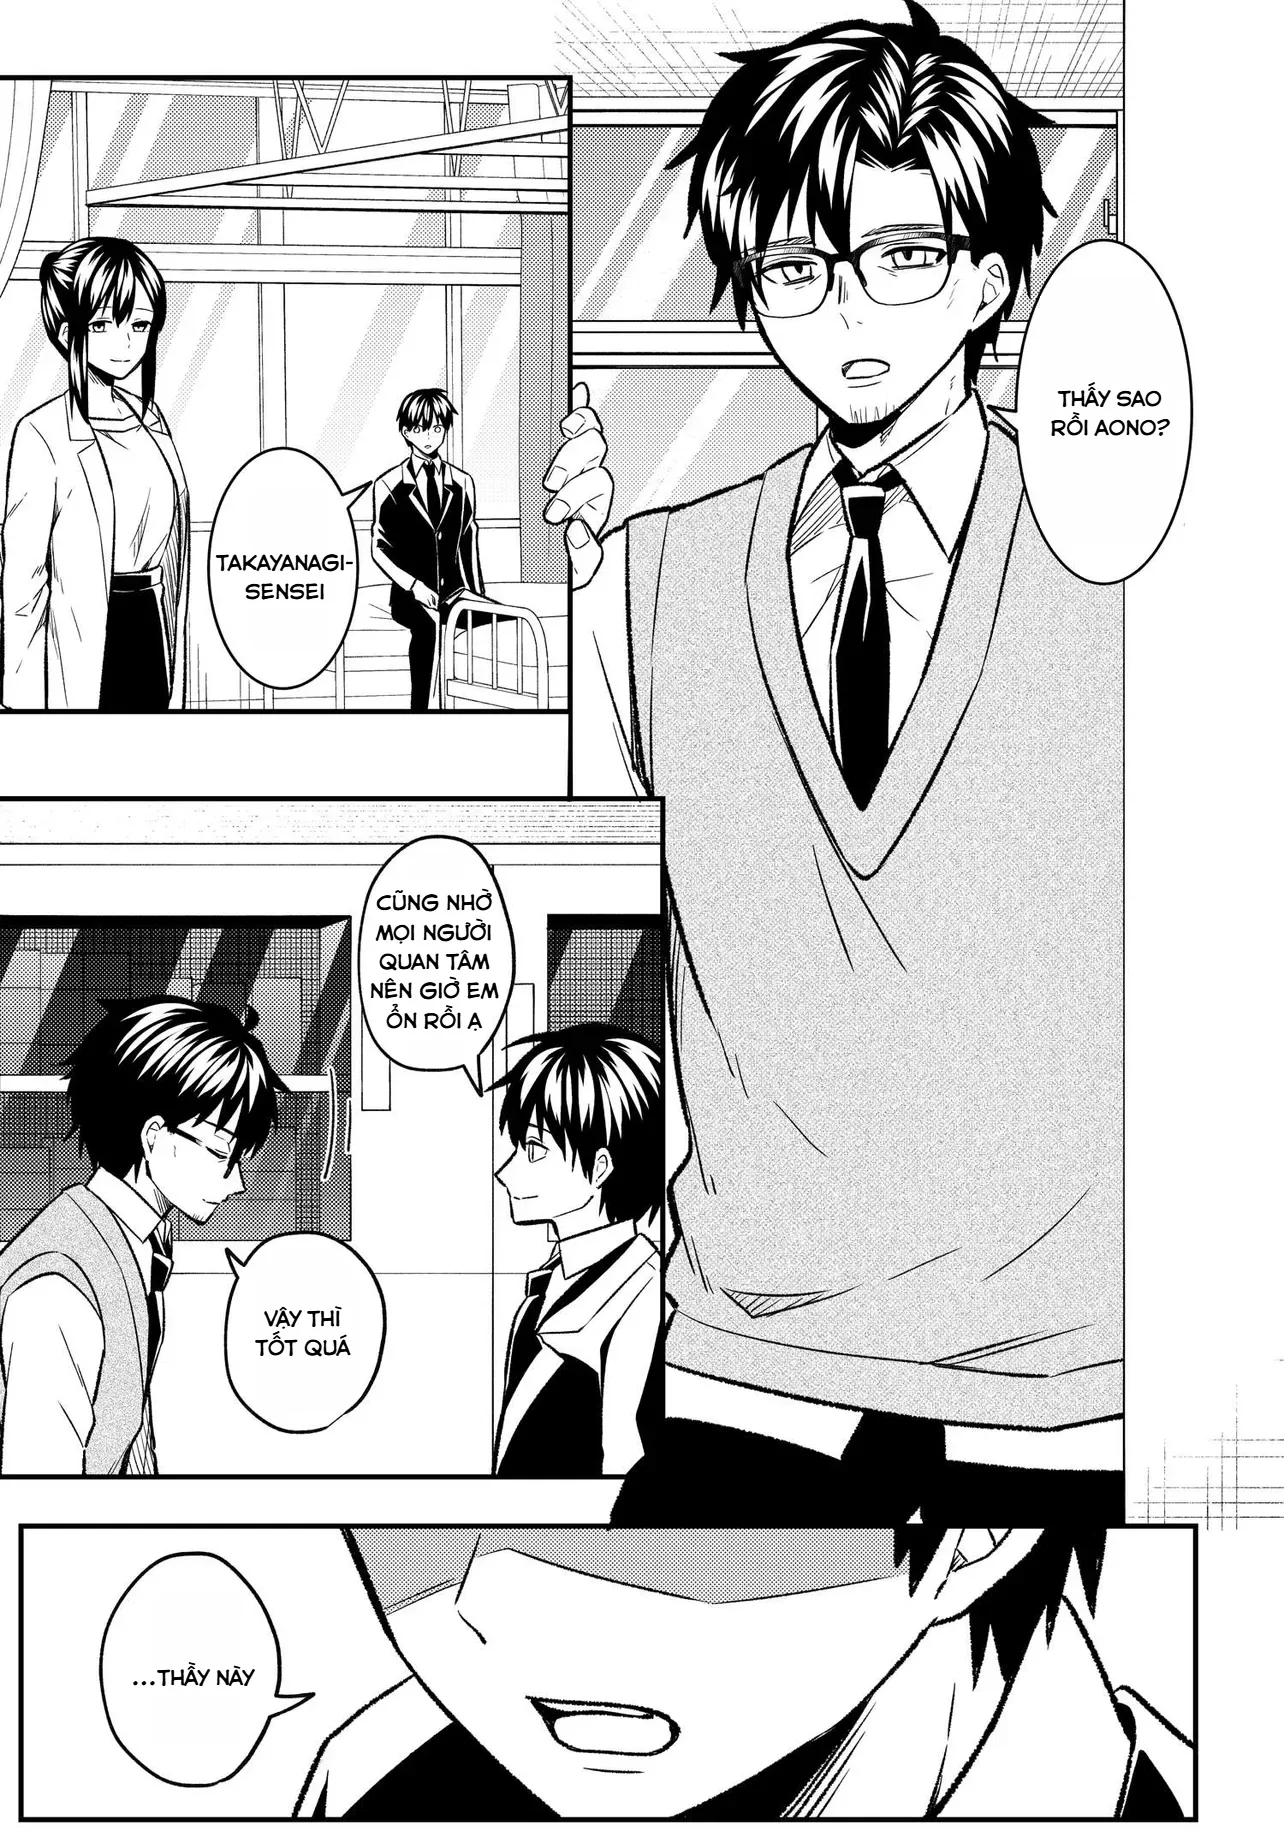 THẤY SAO
RỒI AONO?
TAKAYANAGI-
SENSEI
CŨNG NHỜ
MỌI NGƯỜI
QUAN TÂM
NÊN GIỜ EM
ỔN RỒI Ạ
VẬY THÌ
TỐT QUÁ
...THẦY NÀY